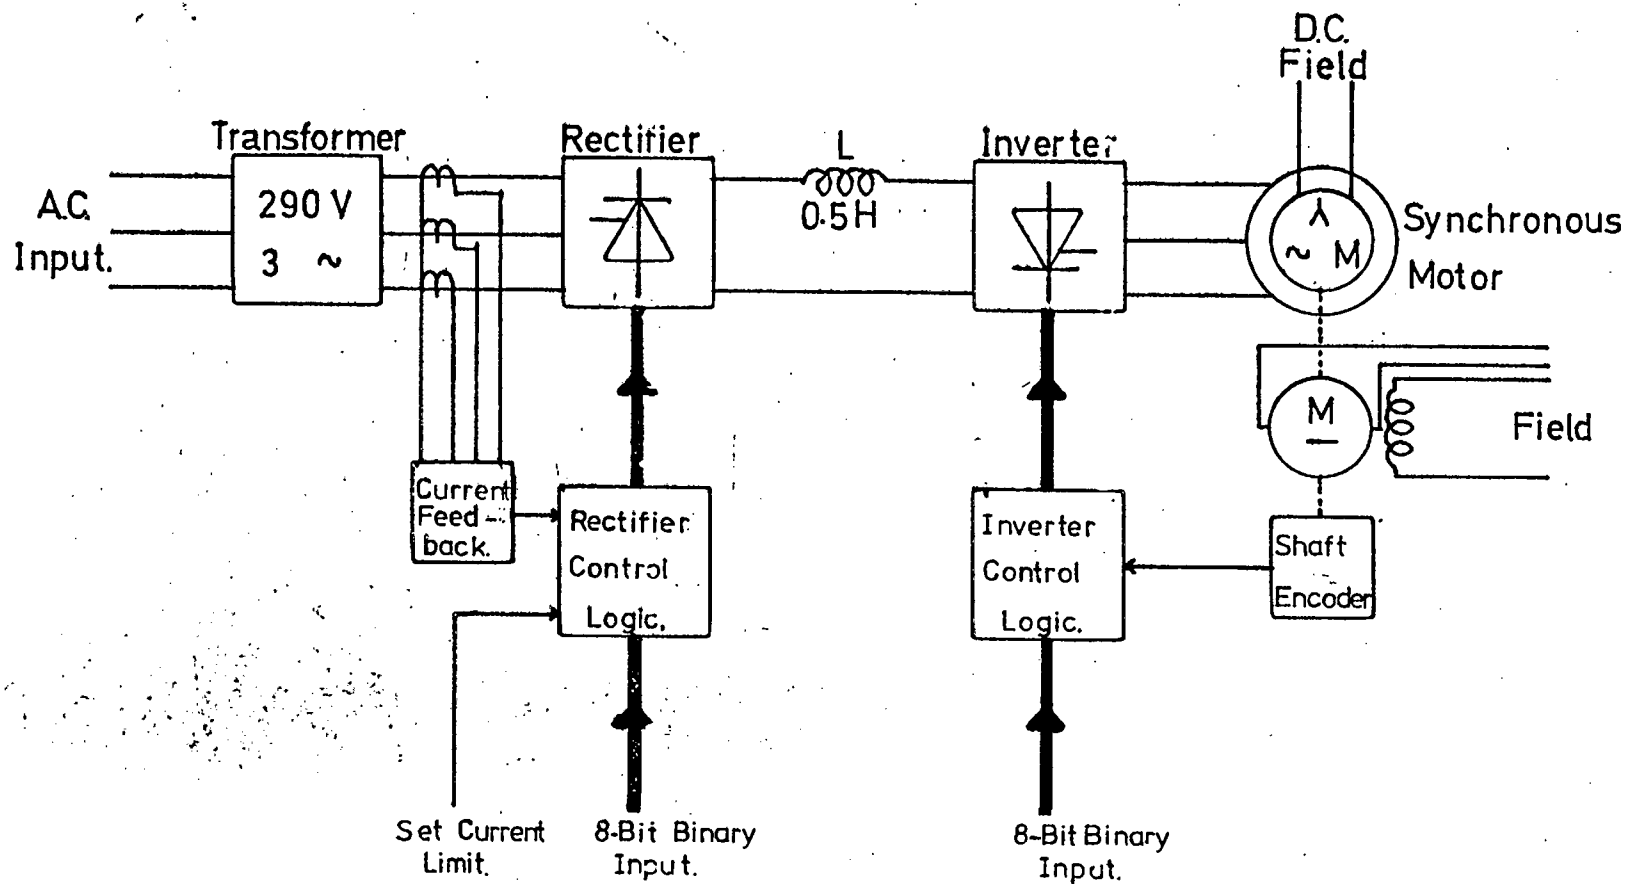 D.C.
Field
Transformer
Rectifier
L
Inverter
A.C.
Input.
290 V
3 ~
0.5H
~ M
Synchronous
Motor
M
Field
Current
Feed-
back.
Rectifier
Control
Logic.
Inverter
Control
Logic.
Shaft
Encoder
Set Current
Limit.
8-Bit Binary
Input.
8-Bit Binary
Input.